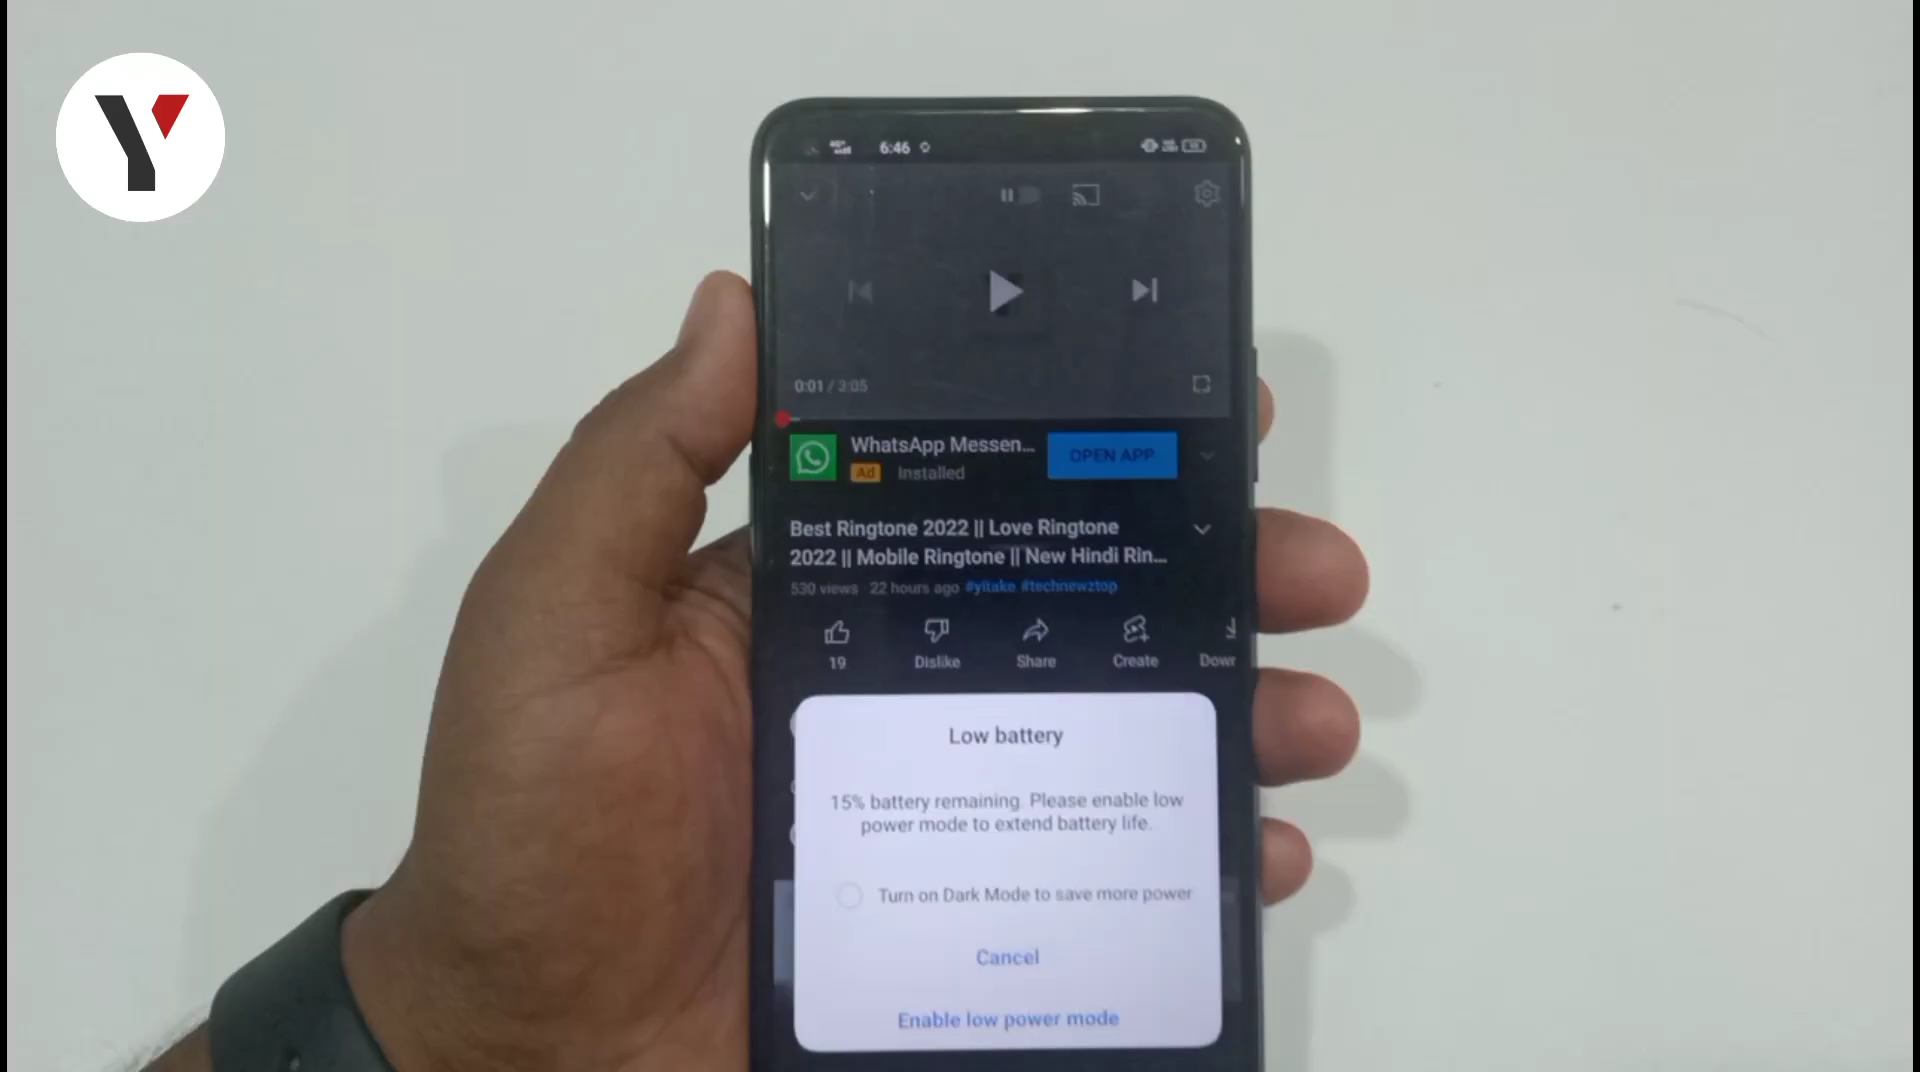 Y
6:46
0:01 / 3:05
WhatsApp Messen...
OPEN APP
Ad Installed
Best Ringtone 2022 || Love Ringtone
2022 || Mobile Ringtone || New Hindi Rin...
530 views · 22 hours ago #yitake #technewztop
19 Dislike Share Create Dowr
Low battery
15% battery remaining. Please enable low
power mode to extend battery life.
Turn on Dark Mode to save more power
Cancel
Enable low power mode